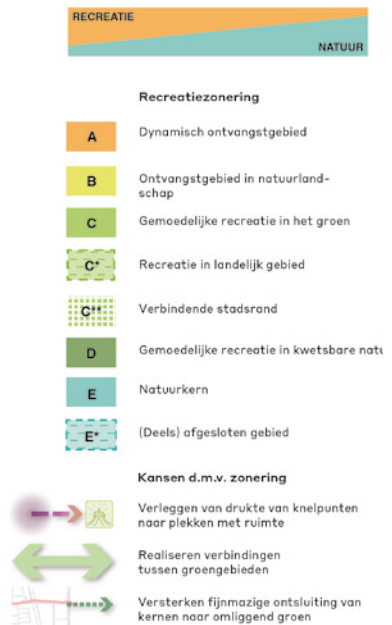 RECREATIE
NATUUR
Recreatiezonering
A Dynamisch ontvangstgebied
B Ontvangstgebied in natuurland-
schap
C Gemoedelijke recreatie in het groen
C* Recreatie in landelijk gebied
C** Verbindende stadsrand
D Gemoedelijke recreatie in kwetsbare natu
E Natuurkern
E* (Deels) afgesloten gebied
Kansen d.m.v. zonering
Verleggen van drukte van knelpunten
naar plekken met ruimte
Realiseren verbindingen
tussen groengebieden
Versterken fijnmazige ontsluiting van
kernen naar omliggend groen